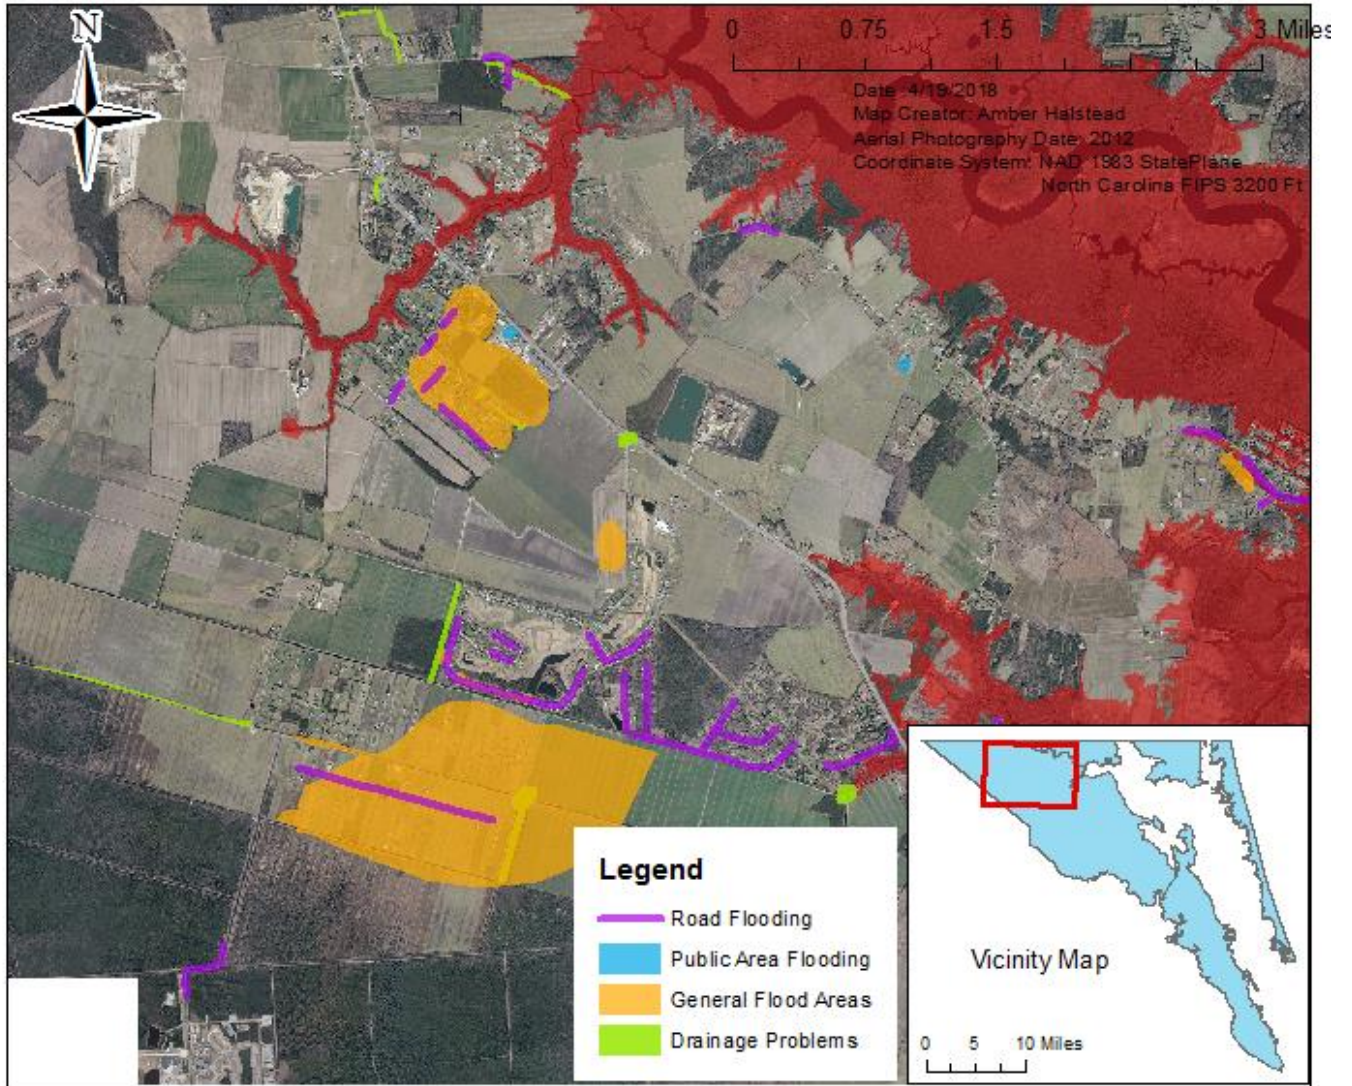 N
0 0.75 1.5 3 Miles
Date: 4/19/2018
Map Creator: Amber Halstead
Aerial Photography Date: 2012
Coordinate System: NAD 1983 StatePlane
North Carolina FIPS 3200 Ft
Legend
Road Flooding
Public Area Flooding
General Flood Areas
Drainage Problems
Vicinity Map
0 5 10 Miles